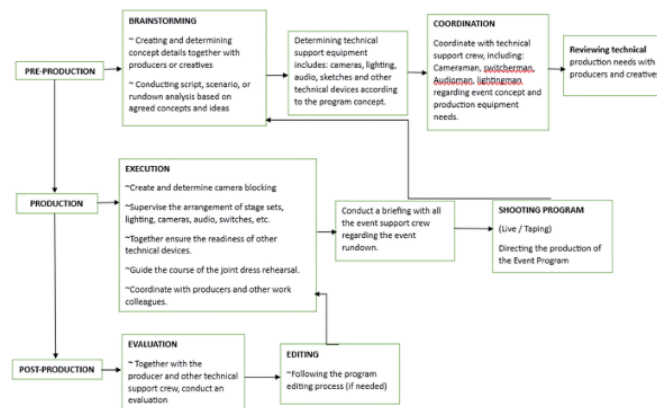 PRE-PRODUCTION
BRAINSTORMING
~ Creating and determining
concept details together with
producers or creatives
~ Conducting script, scenario, or
rundown analysis based on
agreed concepts and ideas
Determining technical
support equipment
includes: cameras, lighting,
audio, sketches and other
technical devices according
to the program concept.
COORDINATION
Coordinate with technical
support crew, including:
Cameraman, switcherman,
Audioman, lightingman
regarding event concept and
production equipment
needs.
Reviewing technical
production needs with
producers and creatives
PRODUCTION
EXECUTION
~Create and determine camera blocking
~Supervise the arrangement of stage sets,
lighting, cameras, audio, switches, etc.
~Together ensure the readiness of other
technical devices.
~Guide the course of the joint dress rehearsal.
~Coordinate with producers and other work
colleagues.
Conduct a briefing with all
the event support crew
regarding the event
rundown.
SHOOTING PROGRAM
(Live / Taping)
Directing the production of
the Event Program
POST-PRODUCTION
EVALUATION
~ Together with the
producer and other technical
support crew, conduct an
evaluation
EDITING
~Following the program
editing process (if needed)